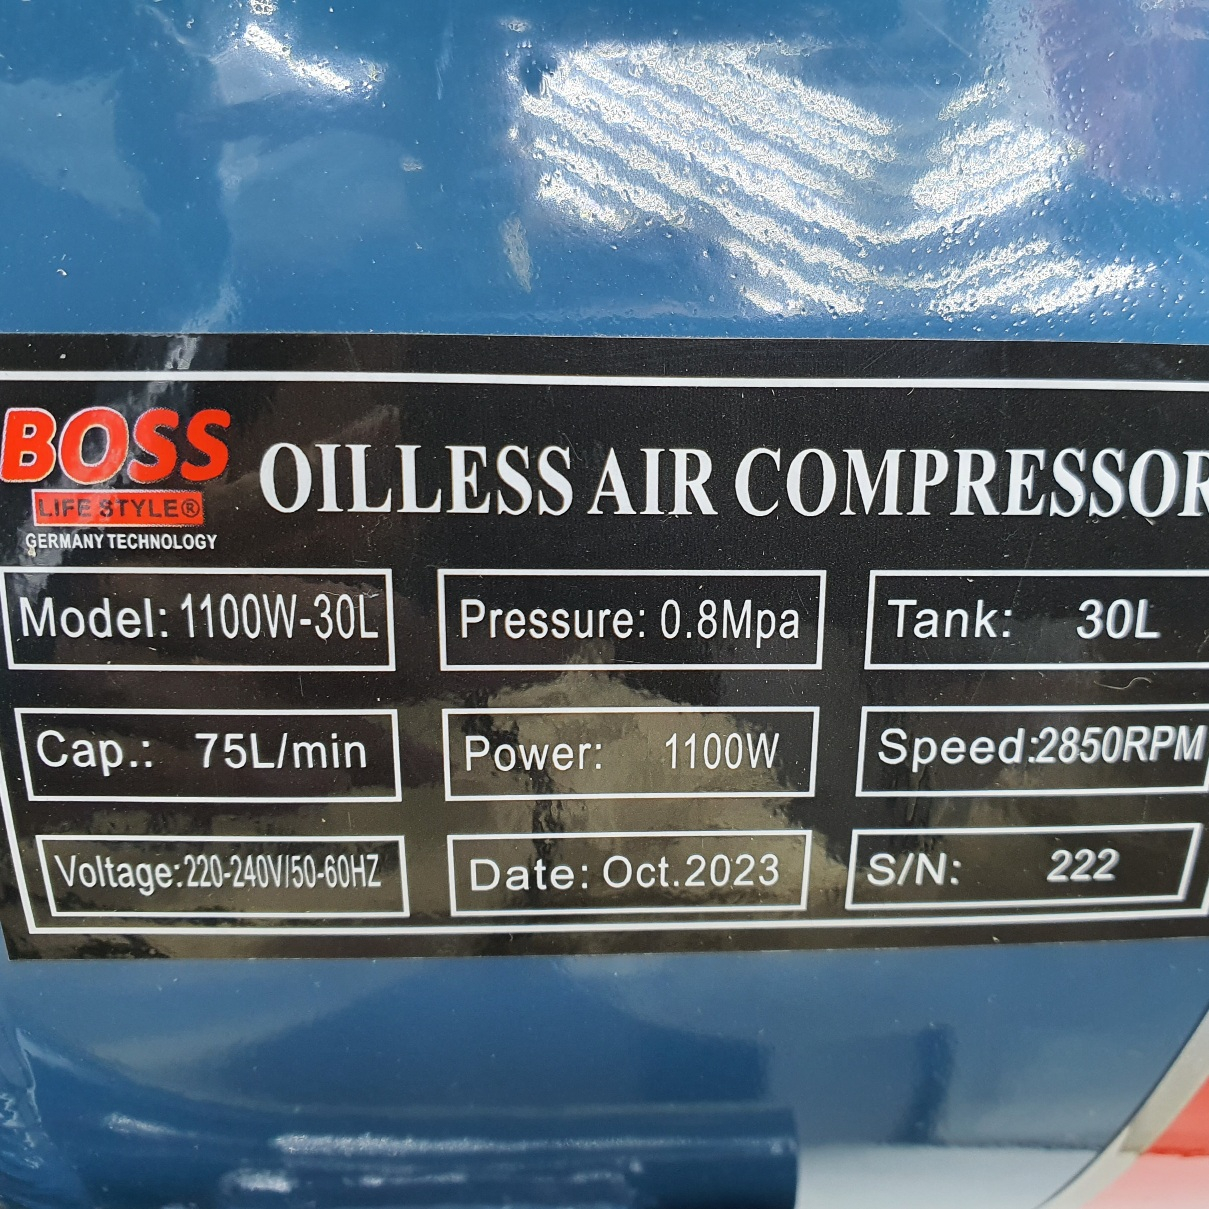 BOSS
LIFE STYLE®
GERMANY TECHNOLOGY
OILLESS AIR COMPRESSOR
Model: 1100W-30L
Pressure: 0.8Mpa
Tank: 30L
Cap.: 75L/min
Power: 1100W
Speed:2850RPM
Voltage:220-240V/50-60HZ
Date: Oct.2023
S/N: 222